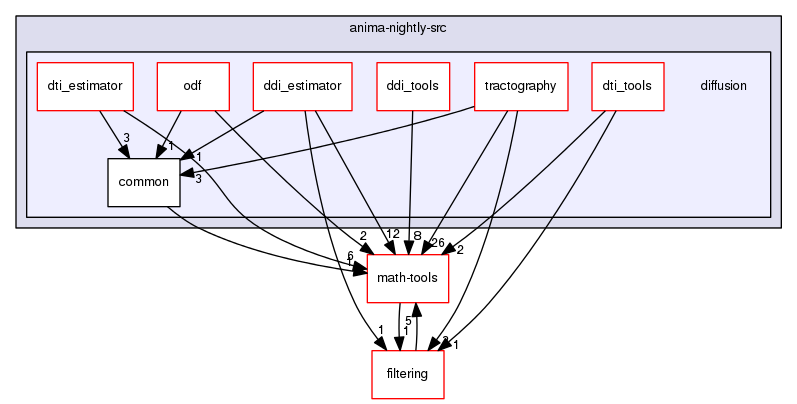 anima-nightly-src
dti_estimator
odf
ddi_estimator
ddi_tools
tractography
dti_tools
diffusion
3
1
1
3
common
2
12
8
26
2
6
1
math-tools
1
5
1
1
filtering